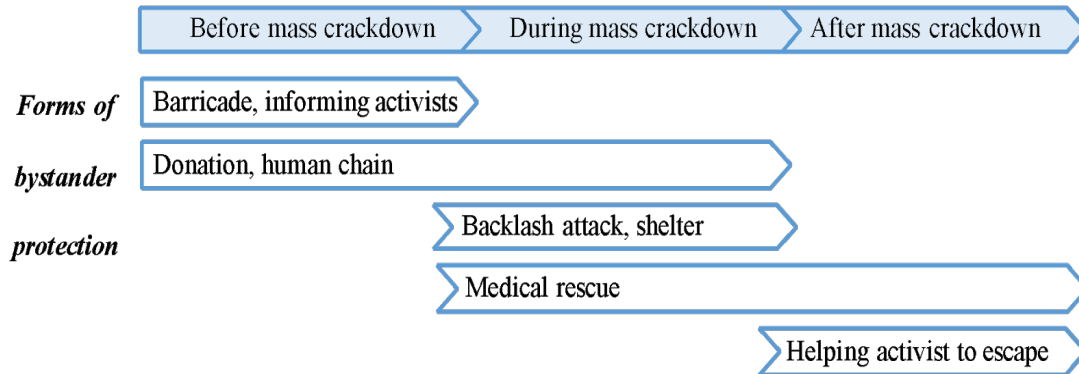 Before mass crackdown
During mass crackdown
After mass crackdown
Forms of
bystander
protection
Barricade, informing activists
Donation, human chain
Backlash attack, shelter
Medical rescue
Helping activist to escape